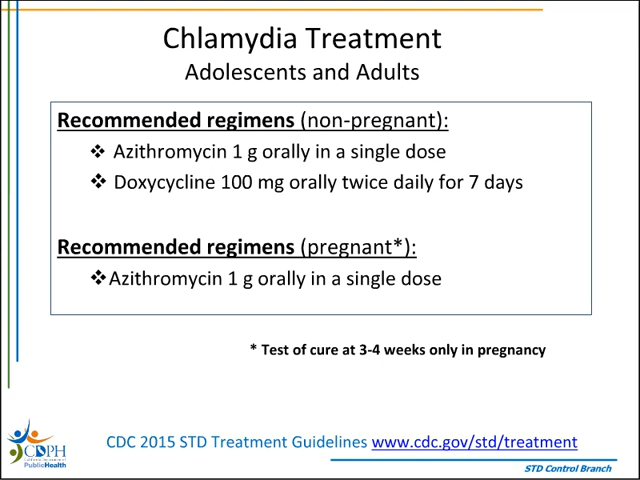 Chlamydia Treatment
Adolescents and Adults
Recommended regimens (non-pregnant):
❖ Azithromycin 1 g orally in a single dose
❖ Doxycycline 100 mg orally twice daily for 7 days
Recommended regimens (pregnant*):
❖Azithromycin 1 g orally in a single dose
* Test of cure at 3-4 weeks only in pregnancy
CDC 2015 STD Treatment Guidelines www.cdc.gov/std/treatment
CDPH
PublicHealth
STD Control Branch